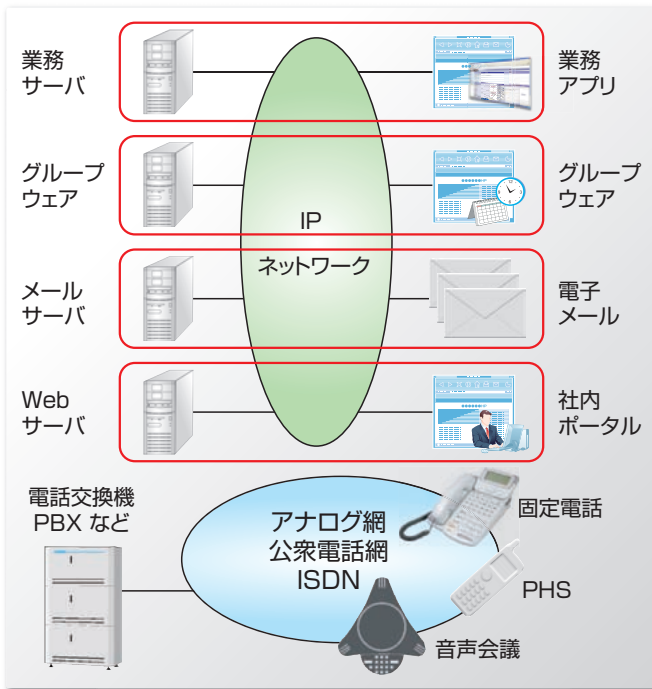 業務
サーバ
業務
アプリ
グループ
ウェア
グループ
ウェア
IP
ネットワーク
メール
サーバ
電子
メール
Web
サーバ
社内
ポータル
電話交換機
PBX など
アナログ網
公衆電話網
ISDN
固定電話
PHS
音声会議